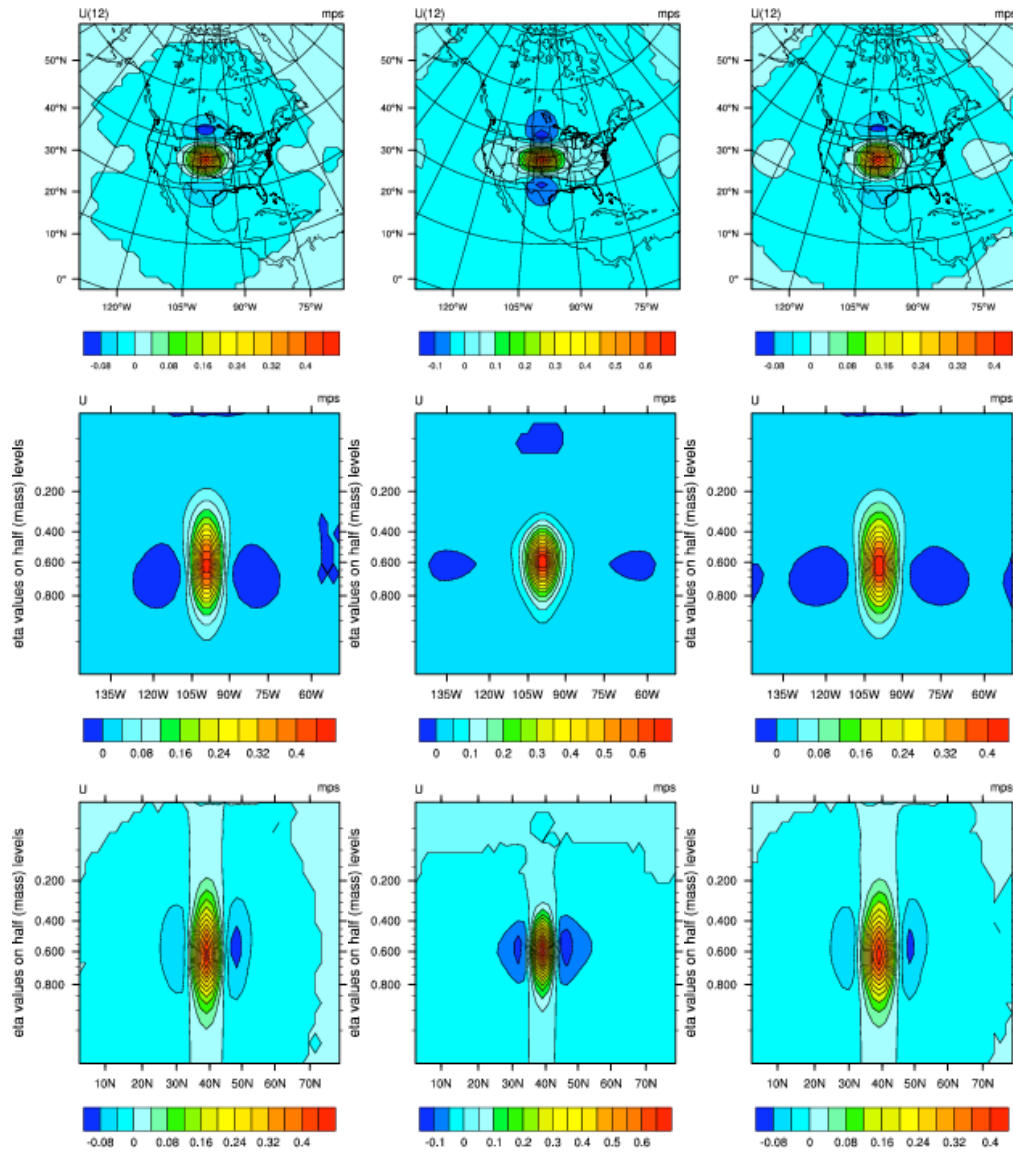 U(12) mps U(12) mps U(12) mps
50°N 50°N 50°N
40°N 40°N 40°N
30°N 30°N 30°N
20°N 20°N 20°N
10°N 10°N 10°N
0° 0° 0°
120°W 105°W 90°W 75°W 120°W 105°W 90°W 75°W 120°W 105°W 90°W 75°W
-0.08 0 0.08 0.16 0.24 0.32 0.4 -0.1 0 0.1 0.2 0.3 0.4 0.5 0.6 -0.08 0 0.08 0.16 0.24 0.32 0.4
U mps U mps U mps
eta values on half (mass) levels eta values on half (mass) levels eta values on half (mass) levels
0.200 0.200 0.200
0.400 0.400 0.400
0.600 0.600 0.600
0.800 0.800 0.800
135W 120W 105W 90W 75W 60W 135W 120W 105W 90W 75W 60W 135W 120W 105W 90W 75W 60W
0 0.08 0.16 0.24 0.32 0.4 0 0.1 0.2 0.3 0.4 0.5 0.6 0 0.08 0.16 0.24 0.32 0.4
U mps U mps U mps
eta values on half (mass) levels eta values on half (mass) levels eta values on half (mass) levels
0.200 0.200 0.200
0.400 0.400 0.400
0.600 0.600 0.600
0.800 0.800 0.800
10N 20N 30N 40N 50N 60N 70N 10N 20N 30N 40N 50N 60N 70N 10N 20N 30N 40N 50N 60N 70N
-0.08 0 0.08 0.16 0.24 0.32 0.4 -0.1 0 0.1 0.2 0.3 0.4 0.5 0.6 -0.08 0 0.08 0.16 0.24 0.32 0.4